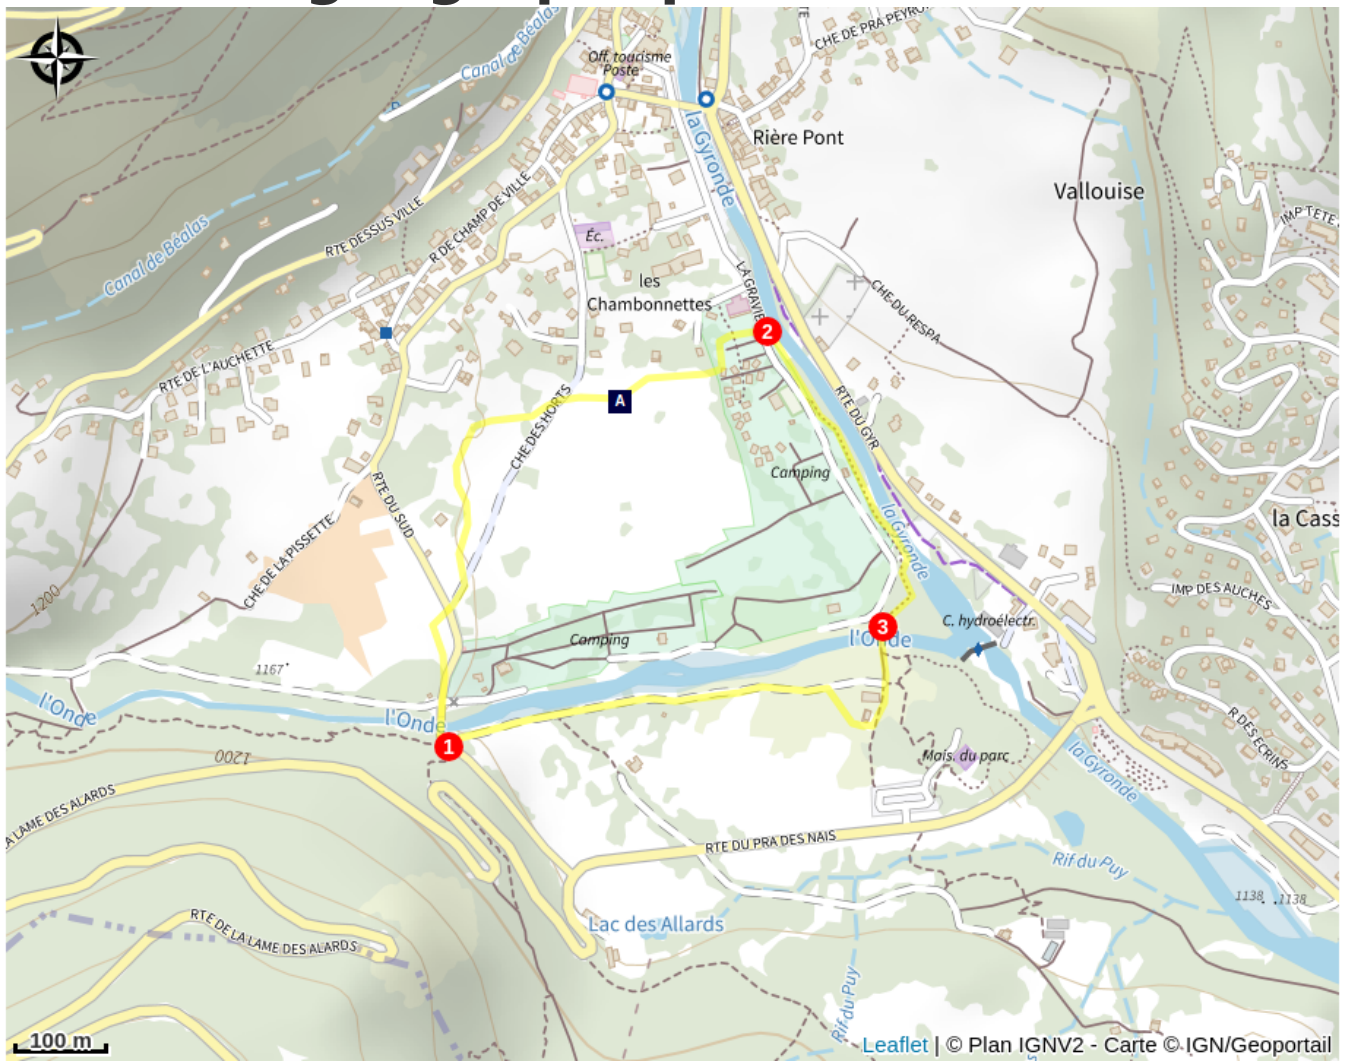 Canal de Béalas
Off. tourisme
Poste
CHE DE PRA PEYRO
la Gyronde
Rière Pont
Vallouise
IMP TETE
Canal de Béalas
RTE DESSUS VILLE
R DE CHAMP DE VILLE
Éc.
les
Chambonnettes
LA GRAVIE
CHE DU RESPA
2
RTE DE L'AUCHETTE
A
CHE DES HORTS
RTE DU GYR
Camping
RTE DU SUD
la Gyronde
la Cass
CHE DE LA PISSETTE
1200
IMP DES AUCHES
3
C. hydroélectr.
Camping
l'Onde
1167
l'Onde
l'Onde
1
1200
R DES ECRINS
Mais. du parc
la Gyronde
LA LAME DES ALARDS
RTE DU PRA DES NAIS
Rif du Puy
1138
1138
RTE DE LA LAME DES ALARDS
Lac des Allards
Rif du Puy
100 m
Leaflet | © Plan IGNV2 - Carte © IGN/Geoportail